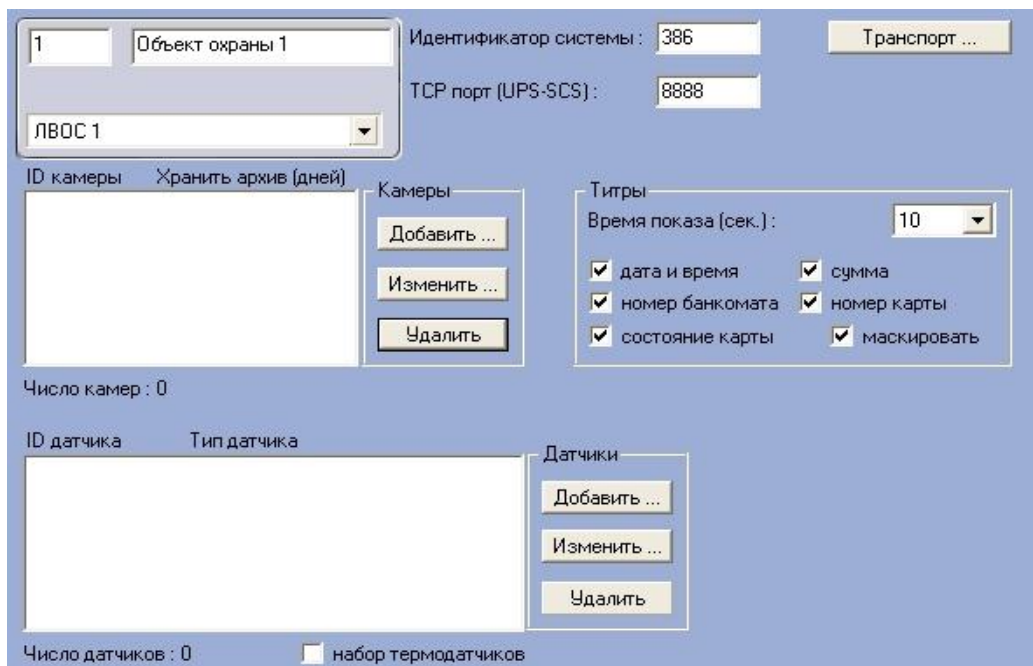 1 Объект охраны 1 Идентификатор системы : 386 Транспорт ...
TCP порт (UPS-SCS) : 8888
ЛВОС 1
ID камеры Хранить архив (дней)
Камеры
Добавить ...
Изменить ...
Удалить
Число камер : 0
Титры
Время показа (сек.) : 10
дата и время сумма
номер банкомата номер карты
состояние карты маскировать
ID датчика Тип датчика
Датчики
Добавить ...
Изменить ...
Удалить
Число датчиков : 0 набор термодатчиков